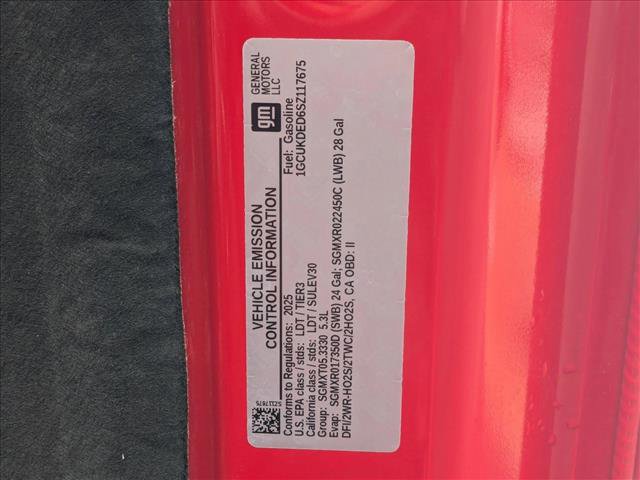 gm
GENERAL
MOTORS
LLC
VEHICLE EMISSION
CONTROL INFORMATION
Fuel: Gasoline
1GCUKDED6SZ117675
Conforms to Regulations: 2025
U.S. EPA class / stds: LDT / TIER3
California class / stds: LDT / SULEV30
Group: SGMXT05.3330 5.3L
Evap: SGMXR017350D (SWB) 24 Gal; SGMXR022450C (LWB) 28 Gal
DFI/2WR-HO2S/2TWC/2HO2S, CA OBD: II
SZ117675